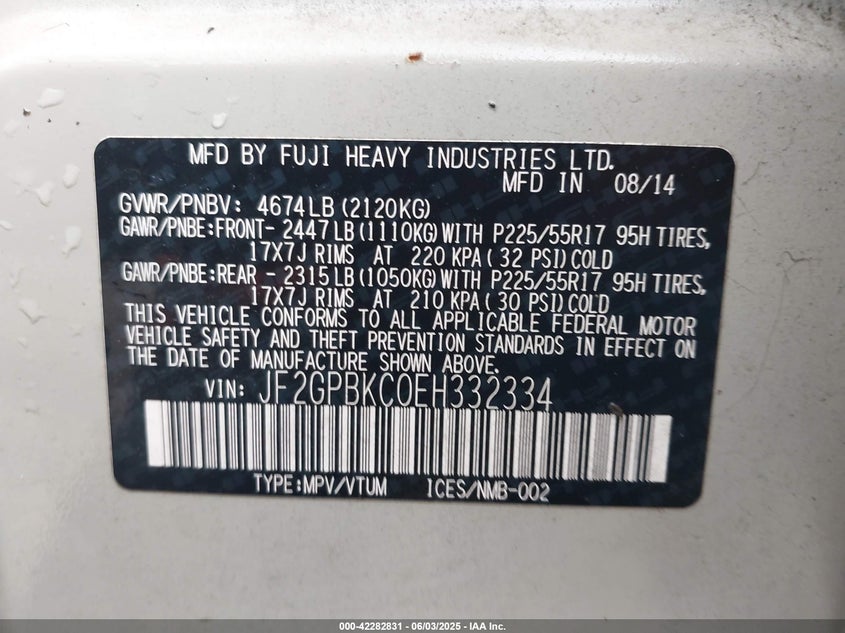 MFD BY FUJI HEAVY INDUSTRIES LTD.
MFD IN 08/14
GVWR/PNBV: 4674LB (2120KG)
GAWR/PNBE:FRONT- 2447LB (1110KG) WITH P225/55R17 95H TIRES,
17X7J RIMS AT 220 KPA ( 32 PSI) COLD
GAWR/PNBE:REAR - 2315LB (1050KG) WITH P225/55R17 95H TIRES,
17X7J RIMS AT 210 KPA ( 30 PSI) COLD
THIS VEHICLE CONFORMS TO ALL APPLICABLE FEDERAL MOTOR
VEHICLE SAFETY AND THEFT PREVENTION STANDARDS IN EFFECT ON
THE DATE OF MANUFACTURE SHOWN ABOVE.
VIN: JF2GPBKC0EH332334
TYPE:MPV/VTUM ICES/NMB-002
000-42282831 - 06/03/2025 - IAA Inc.